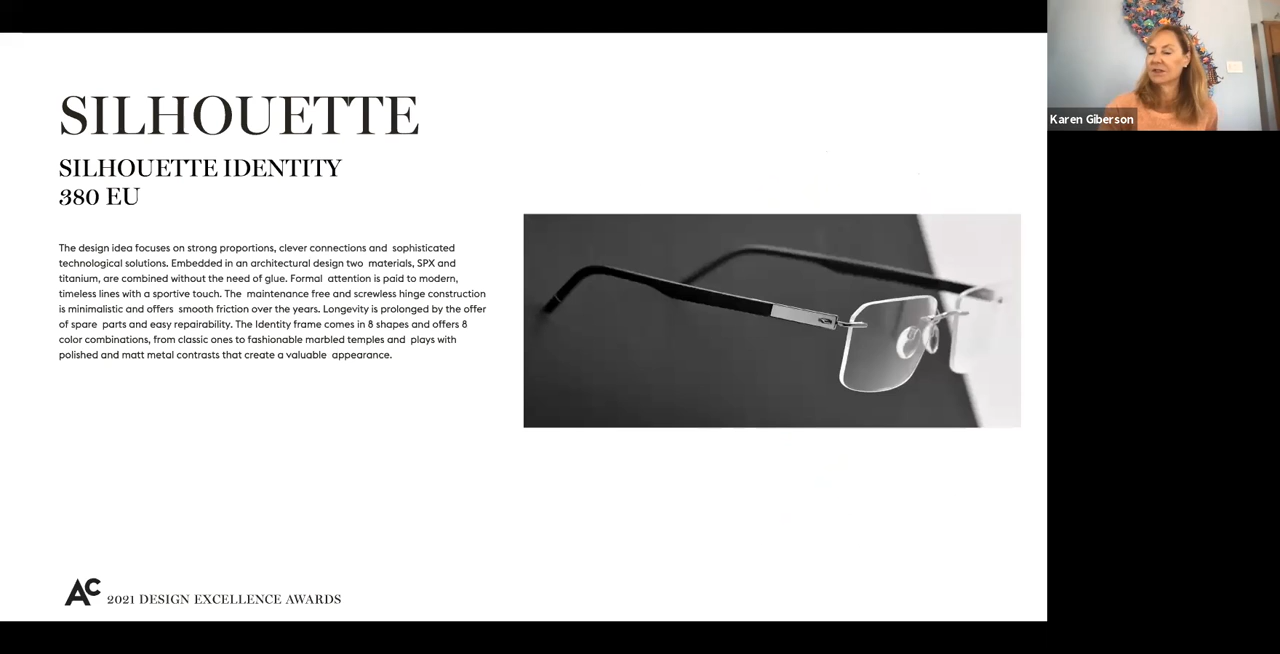 SILHOUETTE
SILHOUETTE IDENTITY
380 EU
The design idea focuses on strong proportions, clever connections and sophisticated
technological solutions. Embedded in an architectural design two materials, SPX and
titanium, are combined without the need of glue. Formal attention is paid to modern,
timeless lines with a sportive touch. The maintenance free and screwless hinge construction
is minimalistic and offers smooth friction over the years. Longevity is prolonged by the offer
of spare parts and easy repairability. The Identity frame comes in 8 shapes and offers 8
color combinations, from classic ones to fashionable marbled temples and plays with
polished and matt metal contrasts that create a valuable appearance.
AC 2021 DESIGN EXCELLENCE AWARDS
Karen Giberson